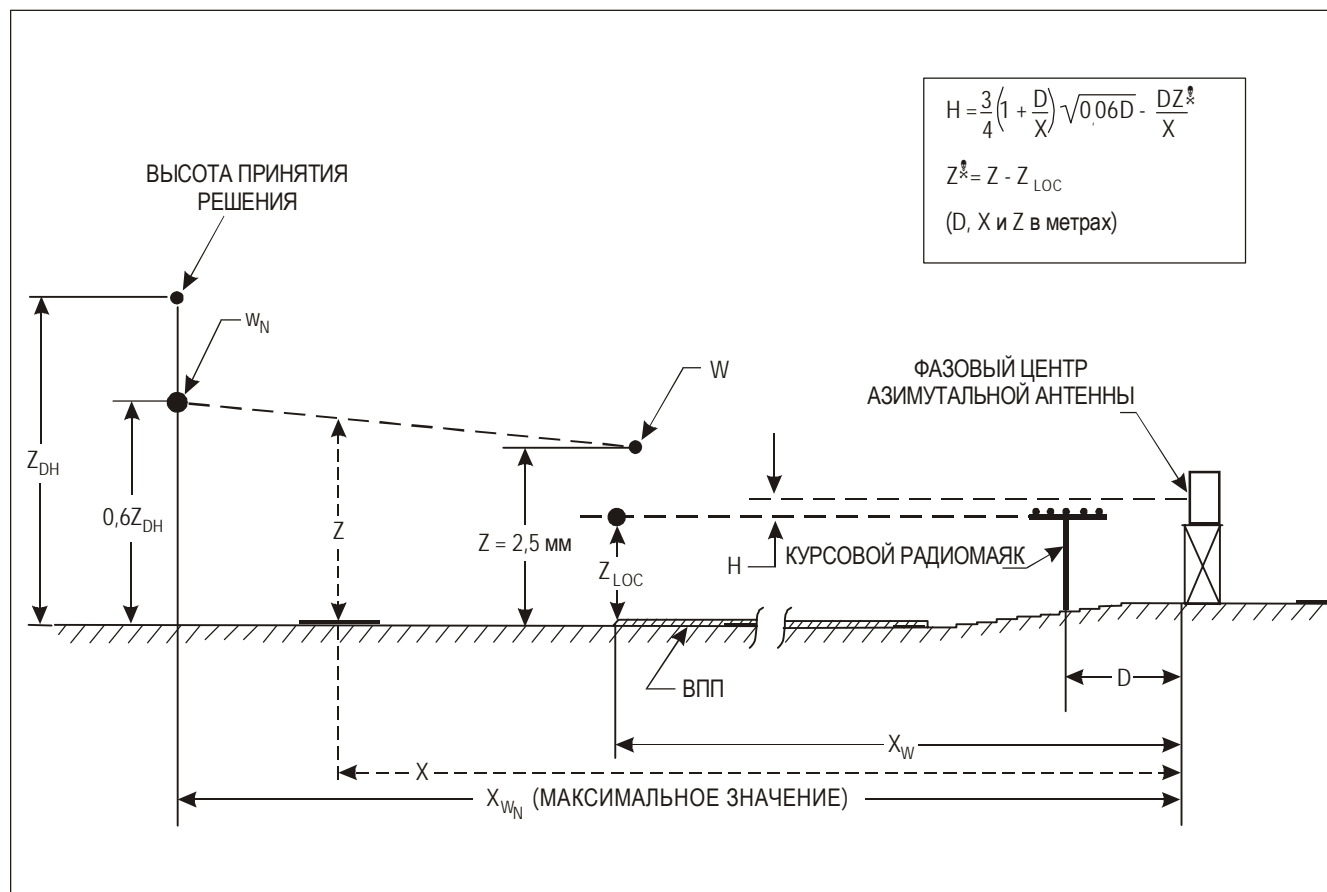 H = 3/4 (1 + D/X) √0,06D - DZ☠/X
Z☠ = Z - Z LOC
(D, X и Z в метрах)
ВЫСОТА ПРИНЯТИЯ
РЕШЕНИЯ
W N
W
ФАЗОВЫЙ ЦЕНТР
АЗИМУТАЛЬНОЙ АНТЕННЫ
Z DH
0,6Z DH
Z
Z = 2,5 мм
Z LOC
H
КУРСОВОЙ РАДИОМАЯК
ВПП
D
X W
X
X W N (МАКСИМАЛЬНОЕ ЗНАЧЕНИЕ)